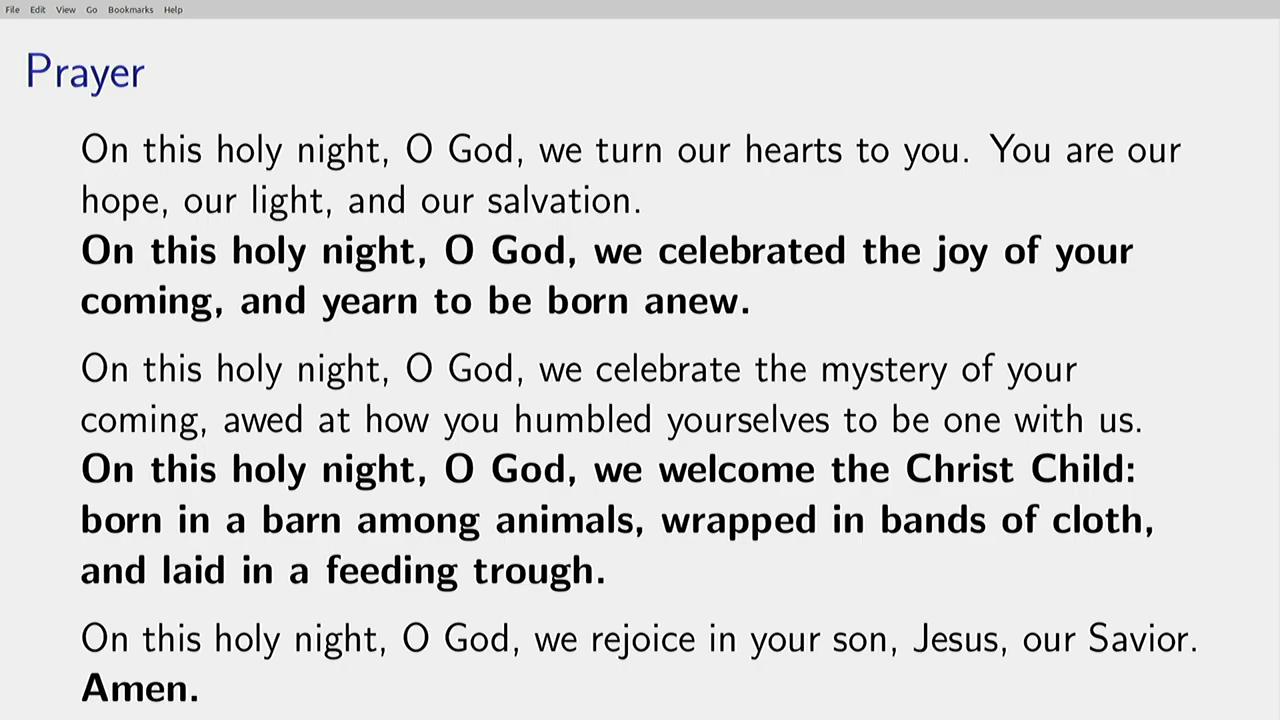 File Edit View Go Bookmarks Help
Prayer
On this holy night, O God, we turn our hearts to you. You are our
hope, our light, and our salvation.
On this holy night, O God, we celebrated the joy of your
coming, and yearn to be born anew.
On this holy night, O God, we celebrate the mystery of your
coming, awed at how you humbled yourselves to be one with us.
On this holy night, O God, we welcome the Christ Child:
born in a barn among animals, wrapped in bands of cloth,
and laid in a feeding trough.
On this holy night, O God, we rejoice in your son, Jesus, our Savior.
Amen.